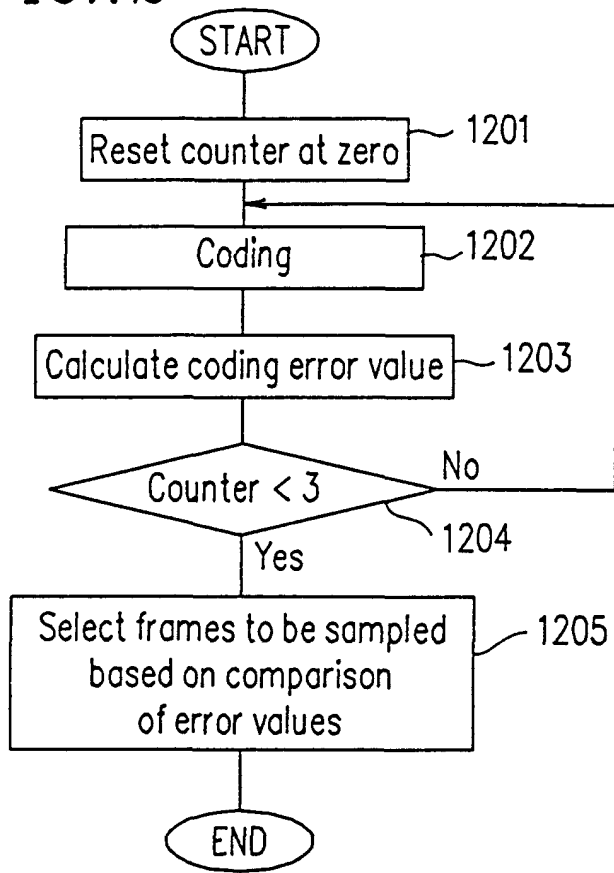 START
Reset counter at zero
1201
Coding
1202
Calculate coding error value
1203
Counter < 3
No
1204
Yes
Select frames to be sampled
based on comparison
of error values
1205
END